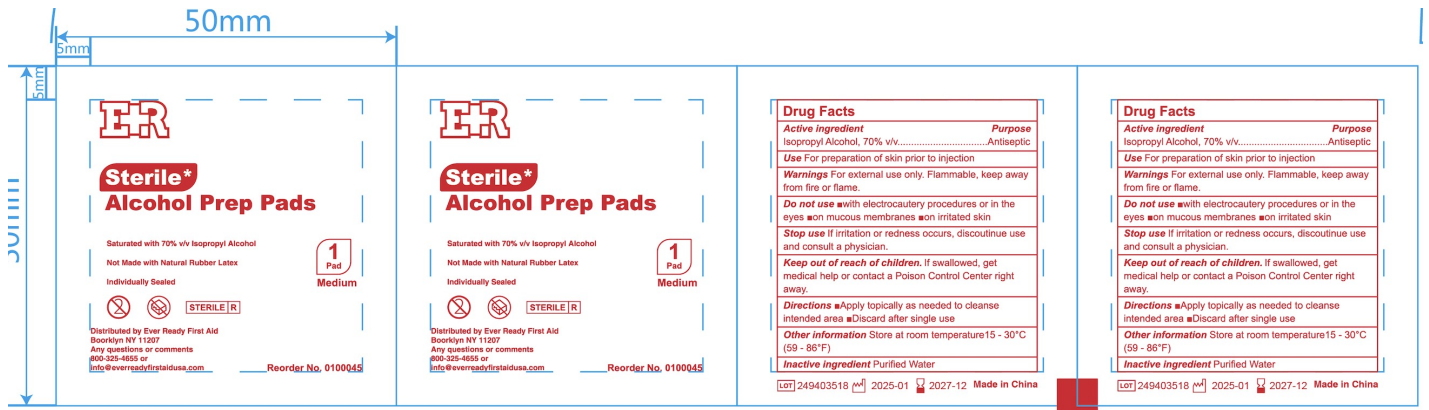 50mm
5mm
5mm
50mm
E+R
Sterile*
Alcohol Prep Pads
Saturated with 70% v/v Isopropyl Alcohol
Not Made with Natural Rubber Latex
Individually Sealed
1
Pad
Medium
2
STERILE R
Distributed by Ever Ready First Aid
Boorklyn NY 11207
Any questions or comments
800-325-4655 or
info@everreadyfirstaidusa.com
Reorder No, 0100045
E+R
Sterile*
Alcohol Prep Pads
Saturated with 70% v/v Isopropyl Alcohol
Not Made with Natural Rubber Latex
Individually Sealed
1
Pad
Medium
2
STERILE R
Distributed by Ever Ready First Aid
Boorklyn NY 11207
Any questions or comments
800-325-4655 or
info@everreadyfirstaidusa.com
Reorder No, 0100045
Drug Facts
Active ingredient Purpose
Isopropyl Alcohol, 70% v/v..............................Antiseptic
Use For preparation of skin prior to injection
Warnings For external use only. Flammable, keep away
from fire or flame.
Do not use ■with electrocautery procedures or in the
eyes ■on mucous membranes ■on irritated skin
Stop use If irritation or redness occurs, discoutinue use
and consult a physician.
Keep out of reach of children. If swallowed, get
medical help or contact a Poison Control Center right
away.
Directions ■Apply topically as needed to cleanse
intended area ■Discard after single use
Other information Store at room temperature15 - 30°C
(59 - 86°F)
Inactive ingredient Purified Water
LOT 249403518 2025-01 2027-12 Made in China
Drug Facts
Active ingredient Purpose
Isopropyl Alcohol, 70% v/v..............................Antiseptic
Use For preparation of skin prior to injection
Warnings For external use only. Flammable, keep away
from fire or flame.
Do not use ■with electrocautery procedures or in the
eyes ■on mucous membranes ■on irritated skin
Stop use If irritation or redness occurs, discoutinue use
and consult a physician.
Keep out of reach of children. If swallowed, get
medical help or contact a Poison Control Center right
away.
Directions ■Apply topically as needed to cleanse
intended area ■Discard after single use
Other information Store at room temperature15 - 30°C
(59 - 86°F)
Inactive ingredient Purified Water
LOT 249403518 2025-01 2027-12 Made in China